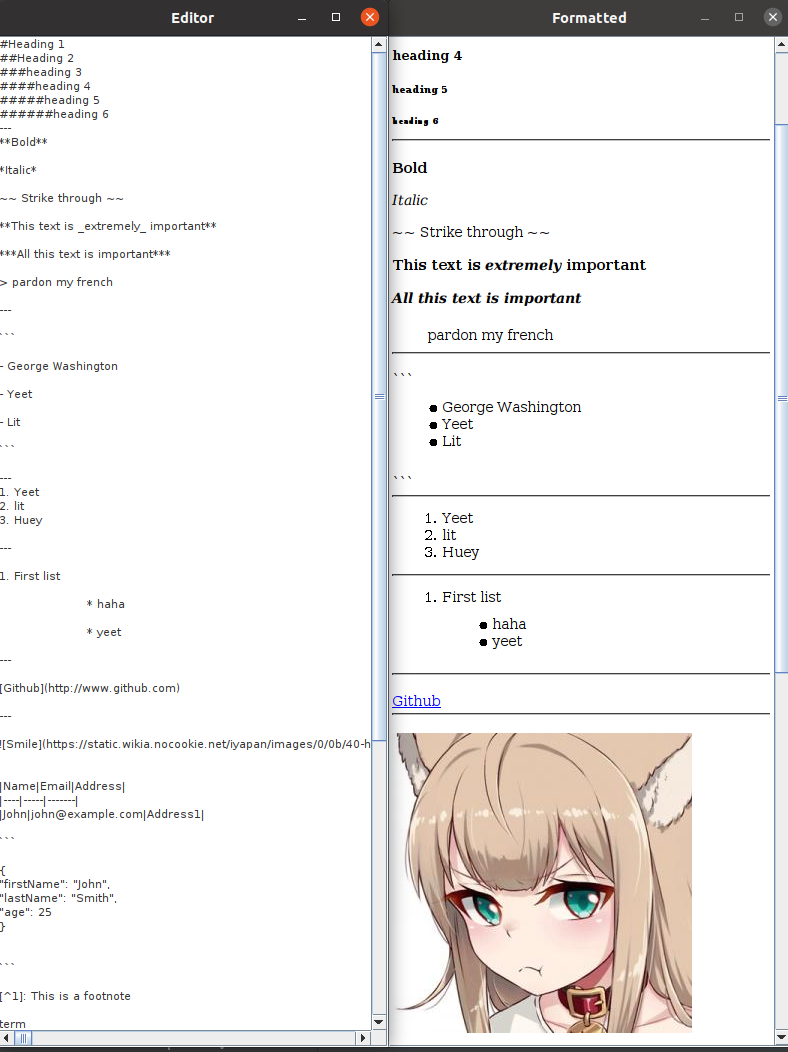 Editor
#Heading 1
##Heading 2
###heading 3
####heading 4
#####heading 5
######heading 6
---
**Bold**
*Italic*
~~ Strike through ~~
**This text is _extremely_ important**
***All this text is important***
> pardon my french
---
```
- George Washington
- Yeet
- Lit
```
---
1. Yeet
2. lit
3. Huey
---
1. First list
* haha
* yeet
---
[Github](http://www.github.com)
---
![Smile](https://static.wikia.nocookie.net/iyapan/images/0/0b/40-h
|Name|Email|Address|
|----|-----|-------|
|John|john@example.com|Address1|
```
{
"firstName": "John",
"lastName": "Smith",
"age": 25
}
```
[^1]: This is a footnote
term
Formatted
heading 4
heading 5
heading 6
Bold
Italic
~~ Strike through ~~
This text is extremely important
All this text is important
pardon my french
```
● George Washington
● Yeet
● Lit
```
1. Yeet
2. lit
3. Huey
1. First list
● haha
● yeet
Github